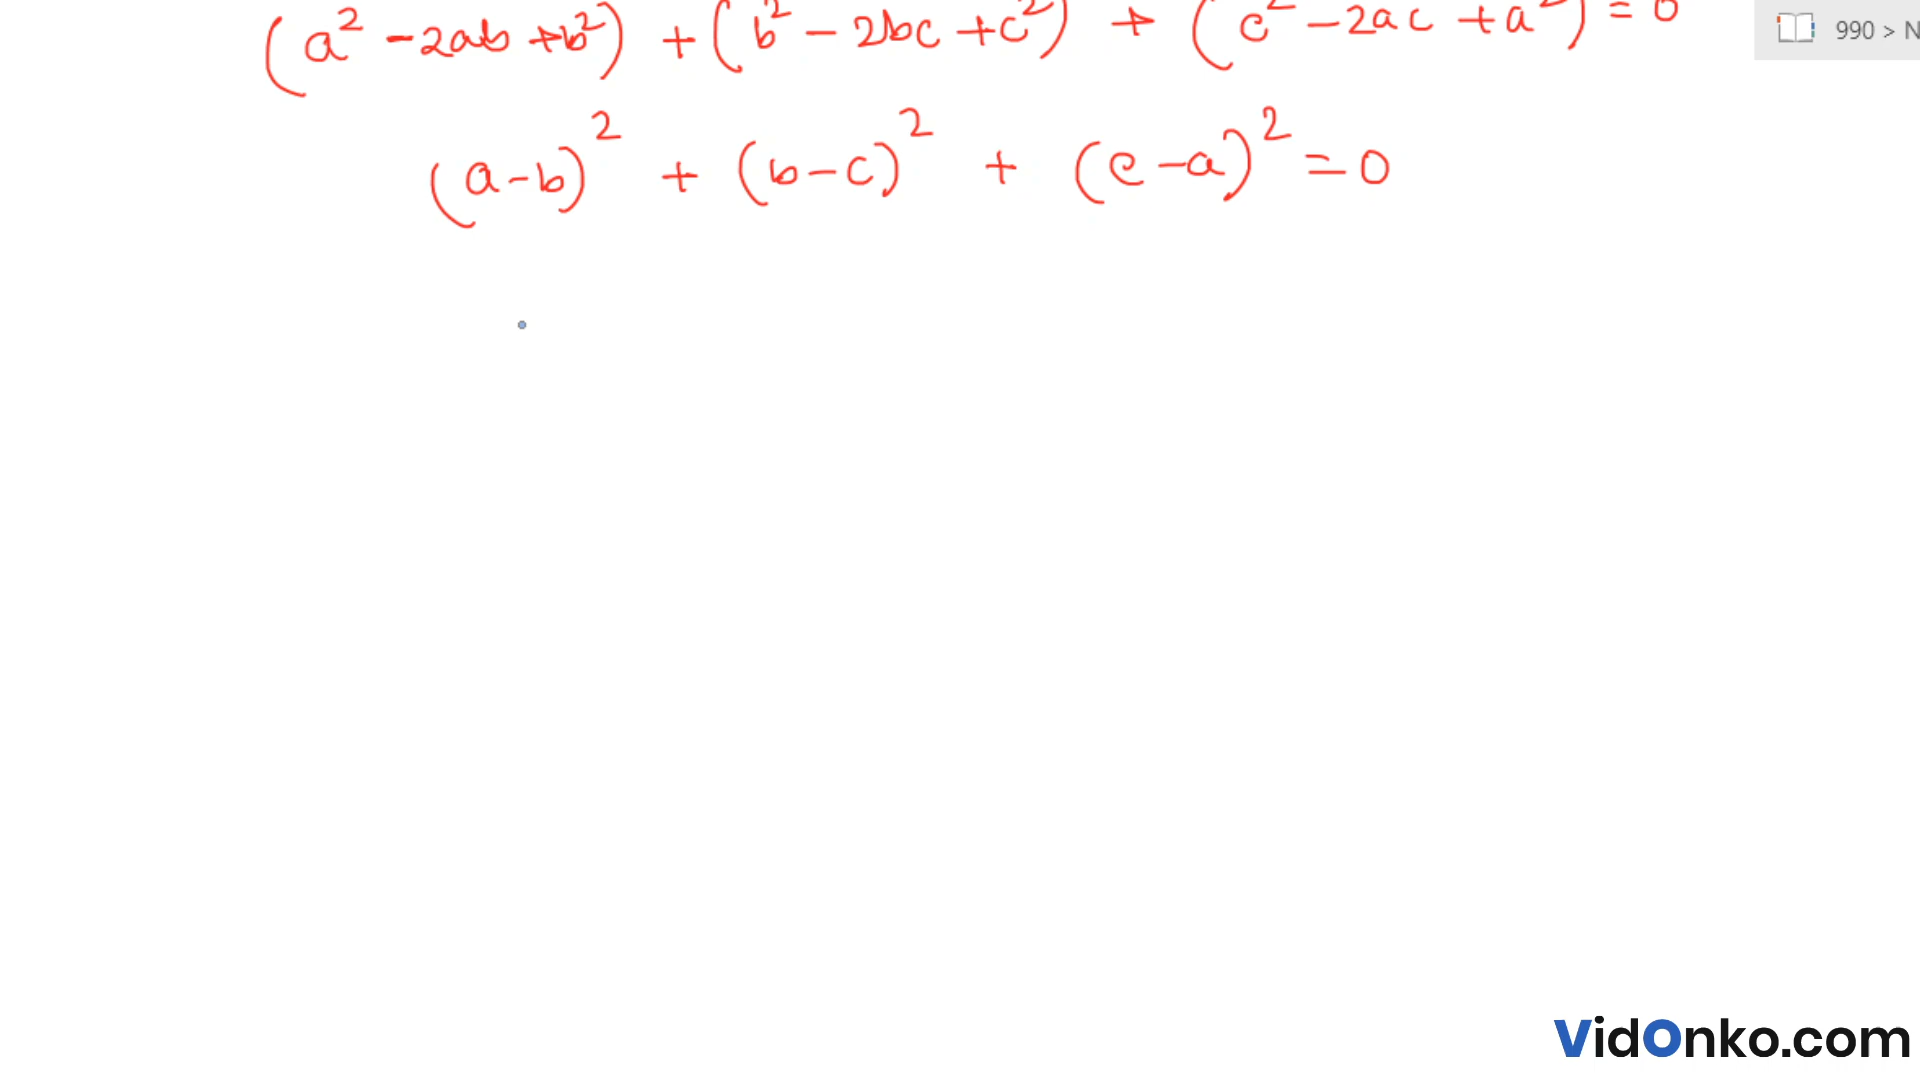 (a² - 2ab + b²) + (b² - 2bc + c²) + (c² - 2ac + a²) = 0
990 > N
(a-b)² + (b-c)² + (c-a)² = 0
VidOnko.com